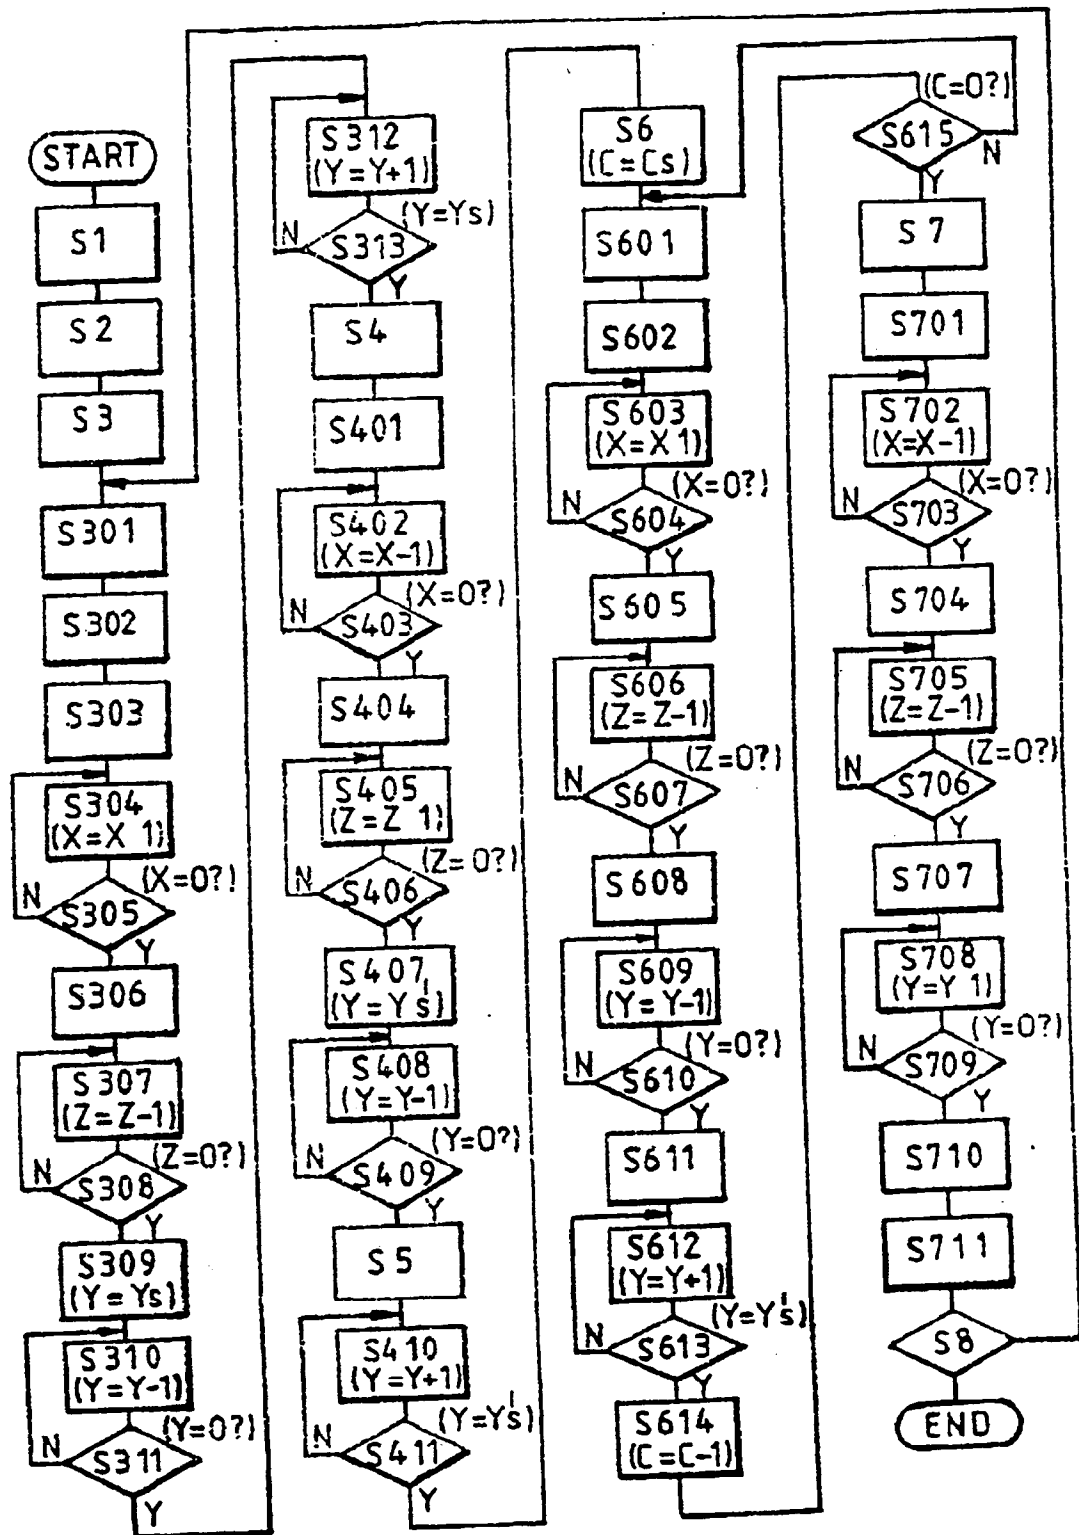 START
S1
S2
S3
S301
S302
S303
S304
(X=X 1)
(X=0?)
N
S305
Y
S306
S307
(Z=Z-1)
(Z=0?)
N
S308
Y
S309
(Y=Ys)
S310
(Y=Y-1)
(Y=0?)
N
S311
Y
S312
(Y=Y+1)
(Y=Ys)
N
S313
Y
S4
S401
S402
(X=X-1)
(X=0?)
N
S403
Y
S404
S405
(Z=Z 1)
(Z=0?)
N
S406
Y
S407
(Y=Y's)
S408
(Y=Y-1)
(Y=0?)
N
S409
Y
S5
S410
(Y=Y+1)
(Y=Y's)
N
S411
Y
S6
(C=Cs)
S601
S602
S603
(X=X 1)
(X=0?)
N
S604
Y
S605
S606
(Z=Z-1)
(Z=0?)
N
S607
Y
S608
S609
(Y=Y-1)
(Y=0?)
N
S610
Y
S611
S612
(Y=Y+1)
(Y=Y's)
N
S613
Y
S614
(C=C-1)
(C=0?)
S615
N
Y
S7
S701
S702
(X=X-1)
(X=0?)
N
S703
Y
S704
S705
(Z=Z-1)
(Z=0?)
N
S706
Y
S707
S708
(Y=Y 1)
(Y=0?)
N
S709
Y
S710
S711
S8
END